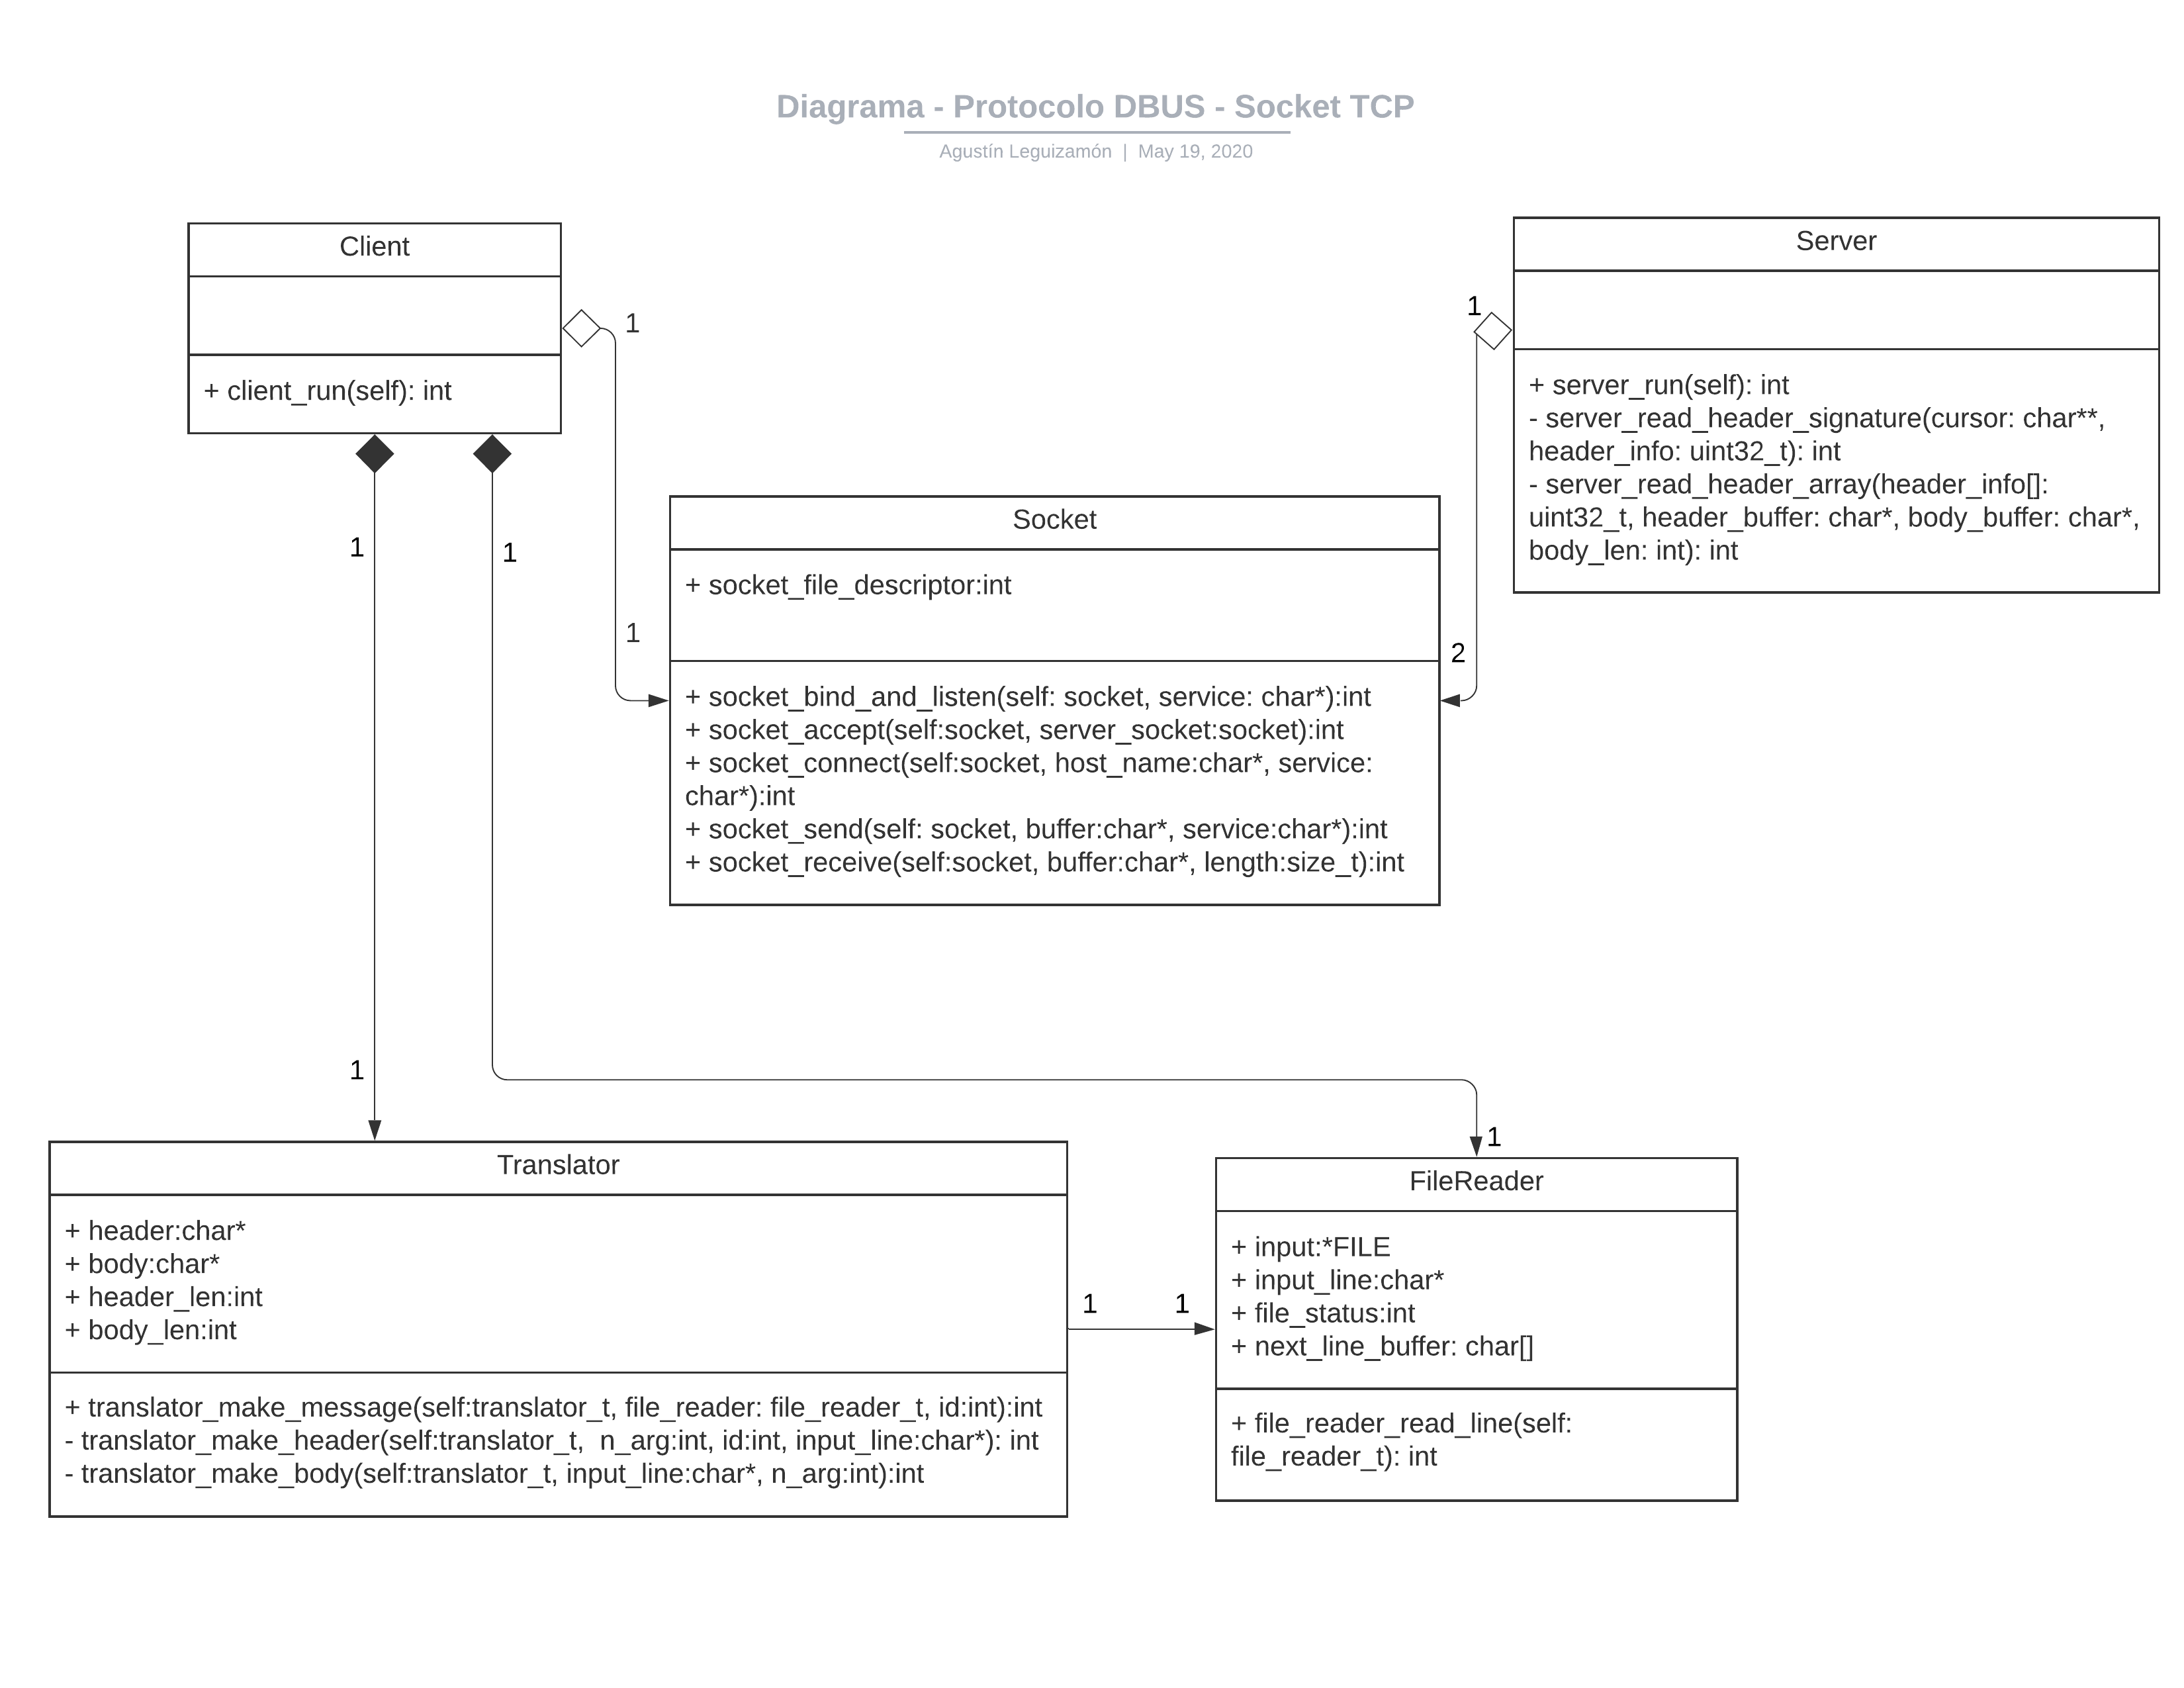 Diagrama - Protocolo DBUS - Socket TCP
Agustín Leguizamón | May 19, 2020
Client
+ client_run(self): int
1
1
1
1
1
1
Server
+ server_run(self): int
- server_read_header_signature(cursor: char**,
header_info: uint32_t): int
- server_read_header_array(header_info[]:
uint32_t, header_buffer: char*, body_buffer: char*,
body_len: int): int
1
2
Socket
+ socket_file_descriptor:int
+ socket_bind_and_listen(self: socket, service: char*):int
+ socket_accept(self:socket, server_socket:socket):int
+ socket_connect(self:socket, host_name:char*, service:
char*):int
+ socket_send(self: socket, buffer:char*, service:char*):int
+ socket_receive(self:socket, buffer:char*, length:size_t):int
Translator
+ header:char*
+ body:char*
+ header_len:int
+ body_len:int
+ translator_make_message(self:translator_t, file_reader: file_reader_t, id:int):int
- translator_make_header(self:translator_t,  n_arg:int, id:int, input_line:char*): int
- translator_make_body(self:translator_t, input_line:char*, n_arg:int):int
1
1
FileReader
+ input:*FILE
+ input_line:char*
+ file_status:int
+ next_line_buffer: char[]
+ file_reader_read_line(self:
file_reader_t): int